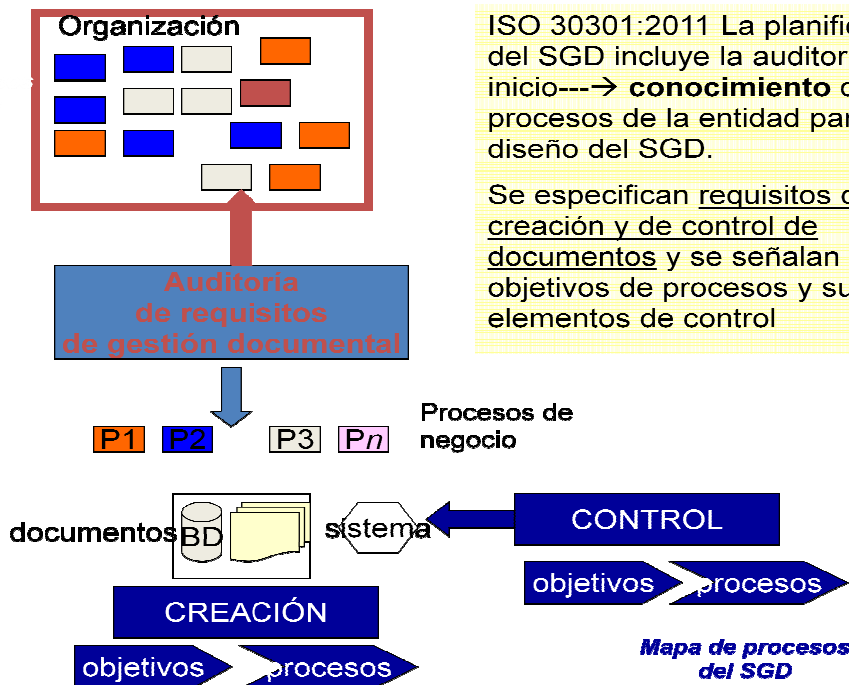 Organización
ISO 30301:2011 La planific
del SGD incluye la auditor
inicio---→ conocimiento
procesos de la entidad par
diseño del SGD.
Se especifican requisitos
creación y de control de
documentos y se señalan
objetivos de procesos y su
elementos de control
Auditoría
de requisitos
de gestión documental
P1 P2 P3 Pn
Procesos de
negocio
documentos BD sistema
CONTROL
objetivos procesos
CREACIÓN
objetivos procesos
Mapa de procesos
del SGD